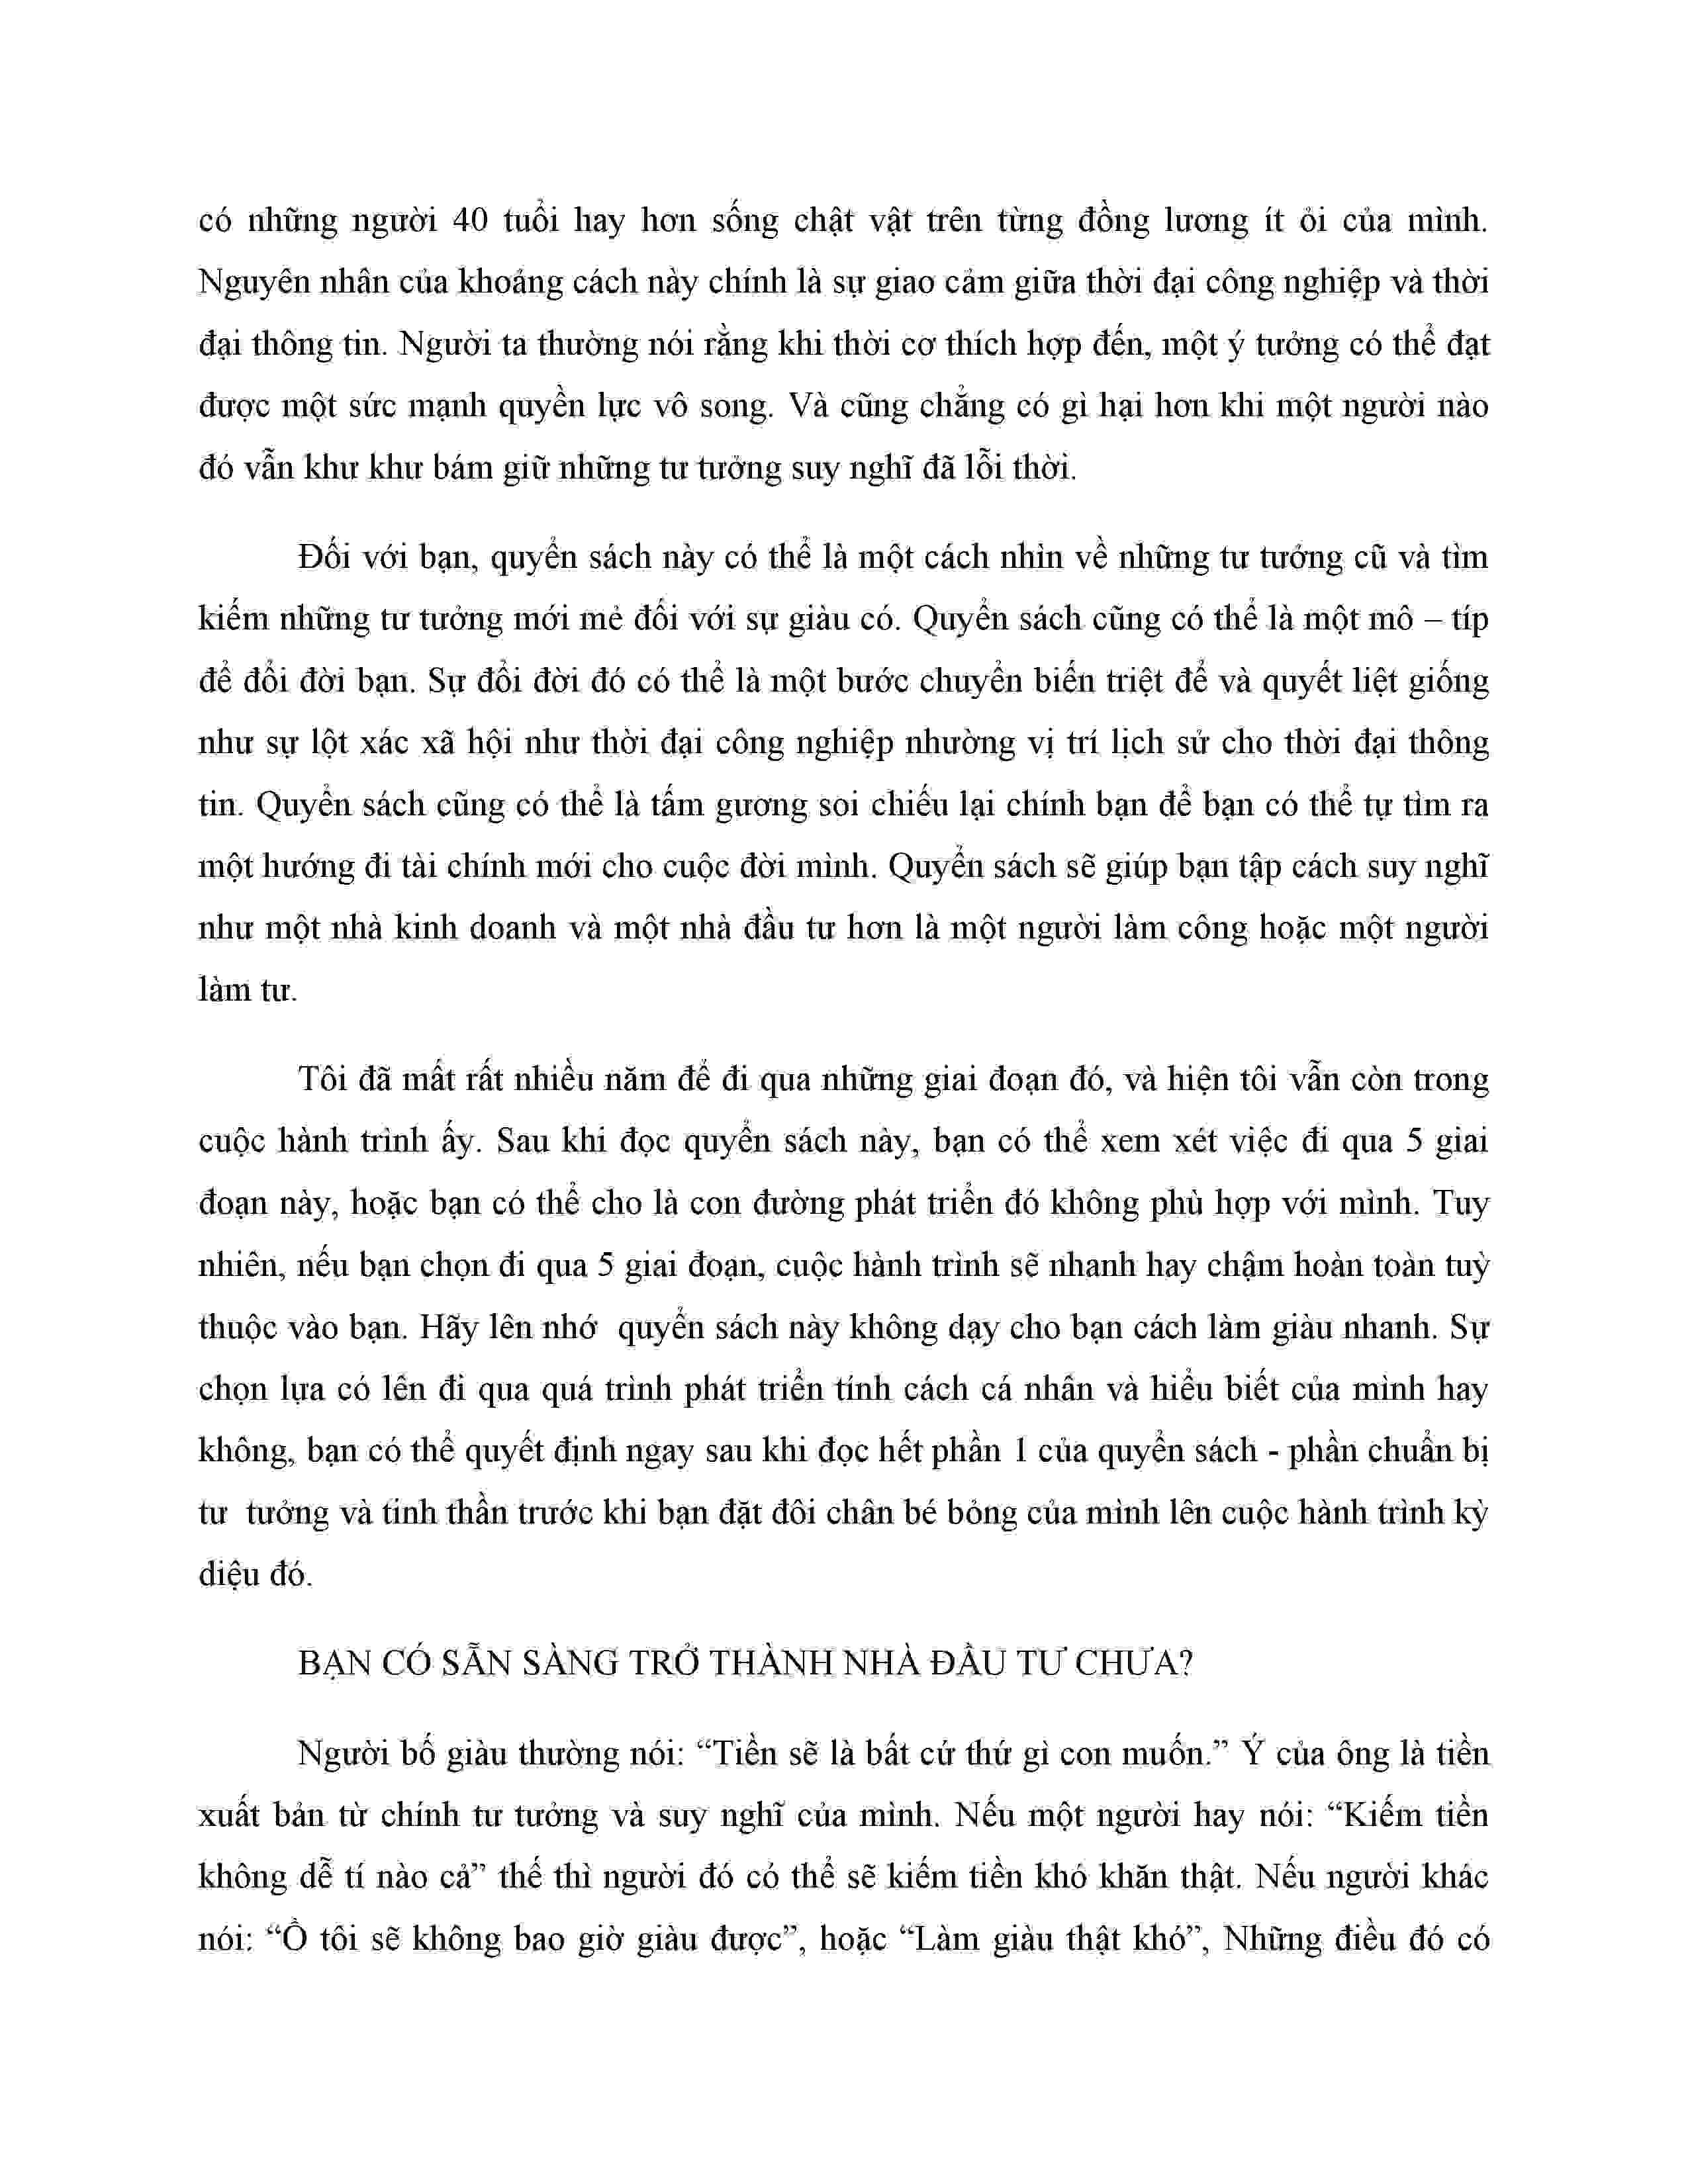 có những người 40 tuổi hay hơn sống chật vật trên từng đồng lương ít ỏi của mình.
Nguyên nhân của khoảng cách này chính là sự giao cảm giữa thời đại công nghiệp và thời
đại thông tin. Người ta thường nói rằng khi thời cơ thích hợp đến, một ý tưởng có thể đạt
được một sức mạnh quyền lực vô song. Và cũng chẳng có gì hại hơn khi một người nào
đó vẫn khư khư bám giữ những tư tưởng suy nghĩ đã lỗi thời.
Đối với bạn, quyển sách này có thể là một cách nhìn về những tư tưởng cũ và tìm
kiếm những tư tưởng mới mẻ đối với sự giàu có. Quyển sách cũng có thể là một mô – típ
để đổi đời bạn. Sự đổi đời đó có thể là một bước chuyển biến triệt để và quyết liệt giống
như sự lột xác xã hội như thời đại công nghiệp nhường vị trí lịch sử cho thời đại thông
tin. Quyển sách cũng có thể là tấm gương soi chiếu lại chính bạn để bạn có thể tự tìm ra
một hướng đi tài chính mới cho cuộc đời mình. Quyển sách sẽ giúp bạn tập cách suy nghĩ
như một nhà kinh doanh và một nhà đầu tư hơn là một người làm công hoặc một người
làm tư.
Tôi đã mất rất nhiều năm để đi qua những giai đoạn đó, và hiện tôi vẫn còn trong
cuộc hành trình ấy. Sau khi đọc quyển sách này, bạn có thể xem xét việc đi qua 5 giai
đoạn này, hoặc bạn có thể cho là con đường phát triển đó không phù hợp với mình. Tuy
nhiên, nếu bạn chọn đi qua 5 giai đoạn, cuộc hành trình sẽ nhanh hay chậm hoàn toàn tuỳ
thuộc vào bạn. Hãy lên nhớ  quyển sách này không dạy cho bạn cách làm giàu nhanh. Sự
chọn lựa có lên đi qua quá trình phát triển tính cách cá nhân và hiểu biết của mình hay
không, bạn có thể quyết định ngay sau khi đọc hết phần 1 của quyển sách - phần chuẩn bị
tư  tưởng và tinh thần trước khi bạn đặt đôi chân bé bỏng của mình lên cuộc hành trình kỳ
diệu đó.
BẠN CÓ SẴN SÀNG TRỞ THÀNH NHÀ ĐẦU TƯ CHƯA?
Người bố giàu thường nói: “Tiền sẽ là bất cứ thứ gì con muốn.” Ý của ông là tiền
xuất bản từ chính tư tưởng và suy nghĩ của mình. Nếu một người hay nói: “Kiếm tiền
không dễ tí nào cả” thế thì người đó có thể sẽ kiếm tiền khó khăn thật. Nếu người khác
nói: “Ồ tôi sẽ không bao giờ giàu được”, hoặc “Làm giàu thật khó”, Những điều đó có